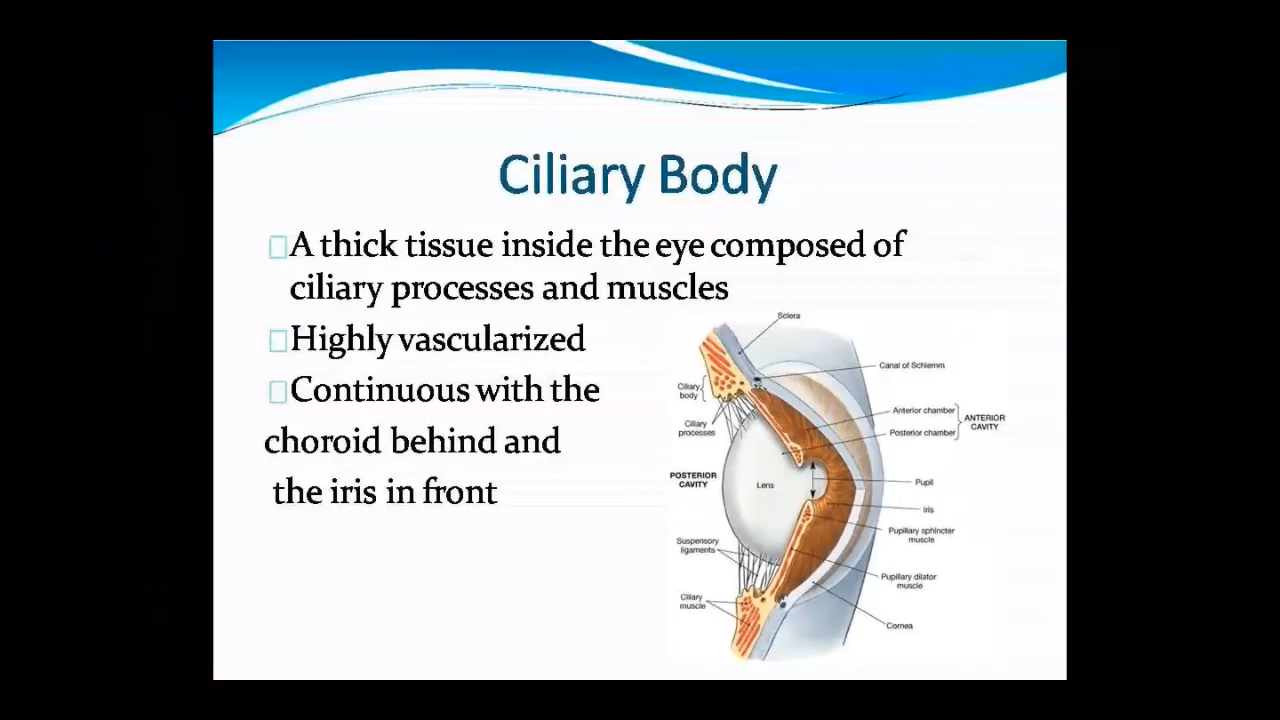 Ciliary Body
A thick tissue inside the eye composed of
ciliary processes and muscles
Highly vascularized
Continuous with the
choroid behind and
the iris in front
Sclera
Canal of Schlemm
Ciliary
body
Ciliary
processes
Anterior chamber
Posterior chamber
ANTERIOR
CAVITY
POSTERIOR
CAVITY
Lens
Pupil
Iris
Pupillary sphincter
muscle
Suspensory
ligaments
Pupillary dilator
muscle
Ciliary
muscle
Cornea